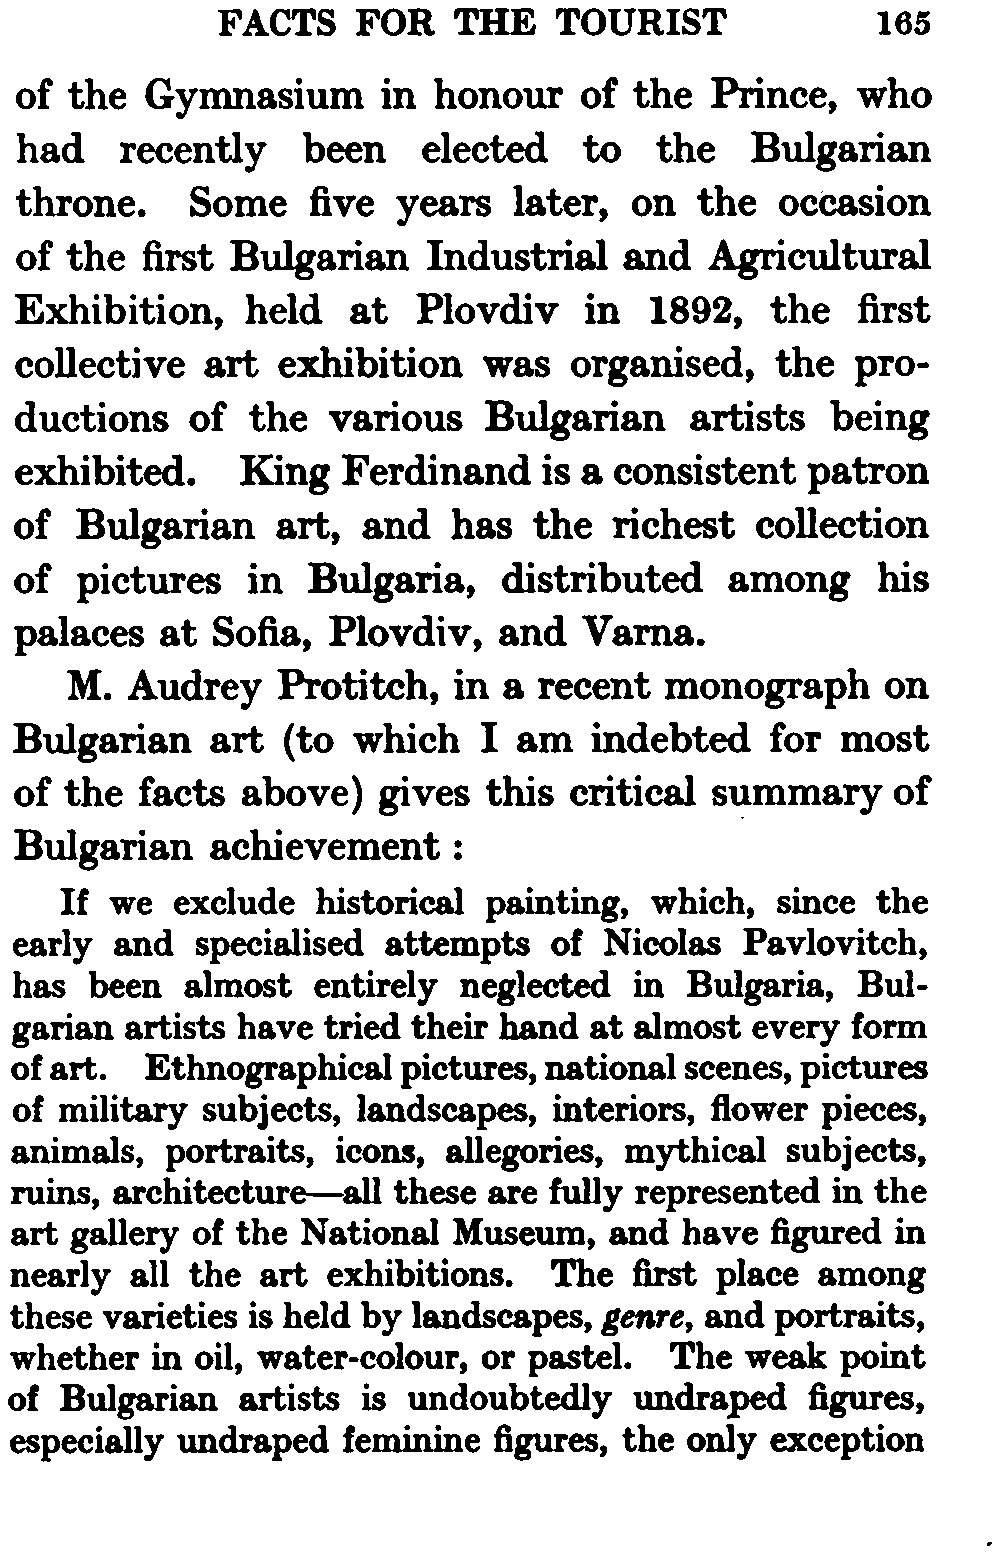 FACTS FOR THE TOURIST 165
of the Gymnasium in honour of the Prince, who
had recently been elected to the Bulgarian
throne. Some five years later, on the occasion
of the first Bulgarian Industrial and Agricultural
Exhibition, held at Plovdiv in 1892, the first
collective art exhibition was organised, the pro-
ductions of the various Bulgarian artists being
exhibited. King Ferdinand is a consistent patron
of Bulgarian art, and has the richest collection
of pictures in Bulgaria, distributed among his
palaces at Sofia, Plovdiv, and Varna.
M. Audrey Protitch, in a recent monograph on
Bulgarian art (to which I am indebted for most
of the facts above) gives this critical summary of
Bulgarian achievement :
If we exclude historical painting, which, since the
early and specialised attempts of Nicolas Pavlovitch,
has been almost entirely neglected in Bulgaria, Bul-
garian artists have tried their hand at almost every form
of art. Ethnographical pictures, national scenes, pictures
of military subjects, landscapes, interiors, flower pieces,
animals, portraits, icons, allegories, mythical subjects,
ruins, architecture—all these are fully represented in the
art gallery of the National Museum, and have figured in
nearly all the art exhibitions. The first place among
these varieties is held by landscapes, genre, and portraits,
whether in oil, water-colour, or pastel. The weak point
of Bulgarian artists is undoubtedly undraped figures,
especially undraped feminine figures, the only exception